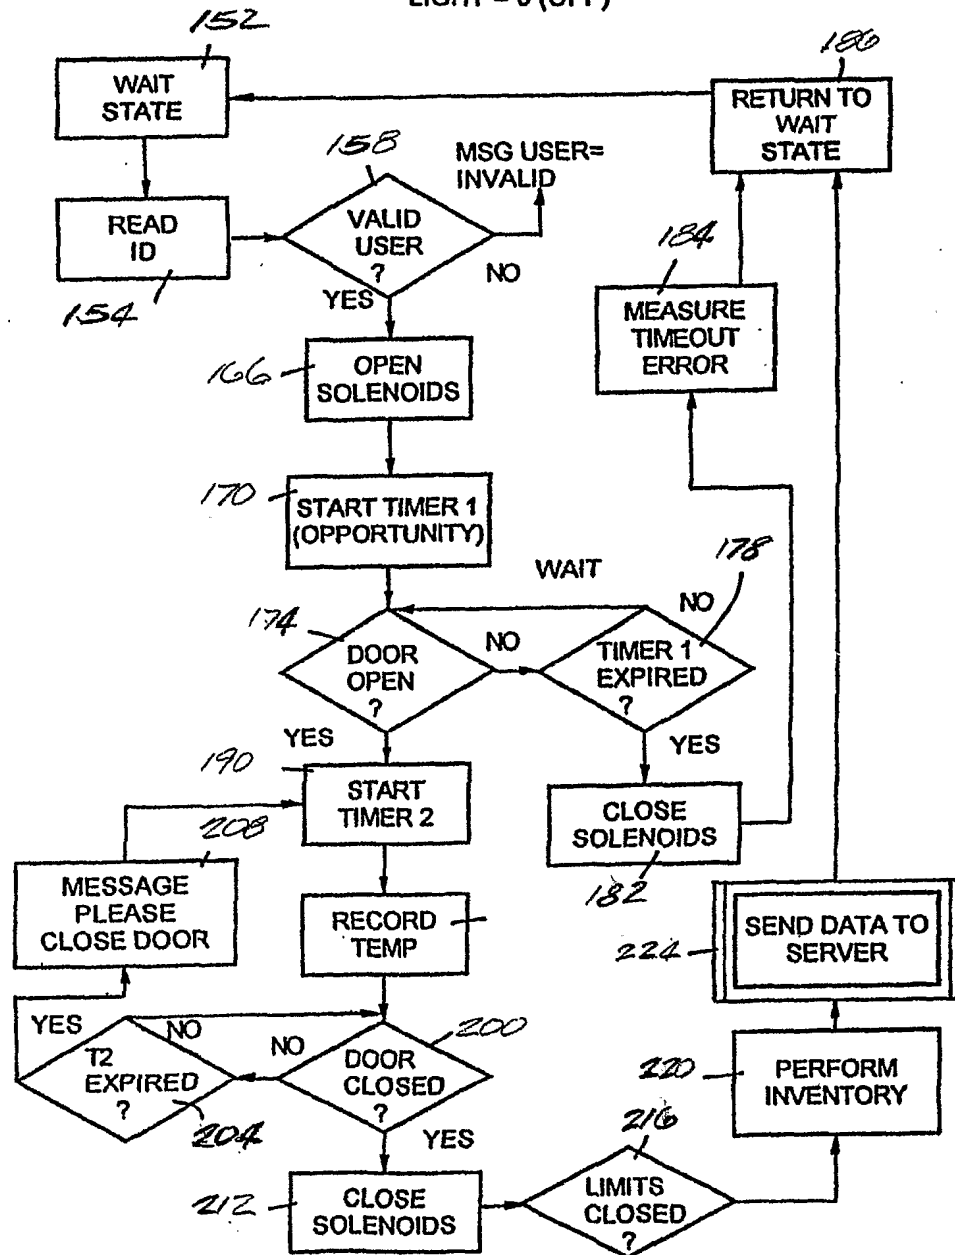 152
WAIT
STATE
186
RETURN TO
WAIT
STATE
158
MSG USER=
INVALID
READ
ID
154
VALID
USER
?
NO
YES
184
MEASURE
TIMEOUT
ERROR
166
OPEN
SOLENOIDS
170
START TIMER 1
(OPPORTUNITY)
WAIT
178
174
DOOR
OPEN
?
NO
NO
TIMER 1
EXPIRED
?
YES
YES
190
START
TIMER 2
CLOSE
SOLENOIDS
182
208
MESSAGE
PLEASE
CLOSE DOOR
RECORD
TEMP
SEND DATA TO
SERVER
224
YES
NO
T2
EXPIRED
?
204
NO
DOOR
CLOSED
?
200
YES
220
PERFORM
INVENTORY
212
CLOSE
SOLENOIDS
216
LIMITS
CLOSED
?